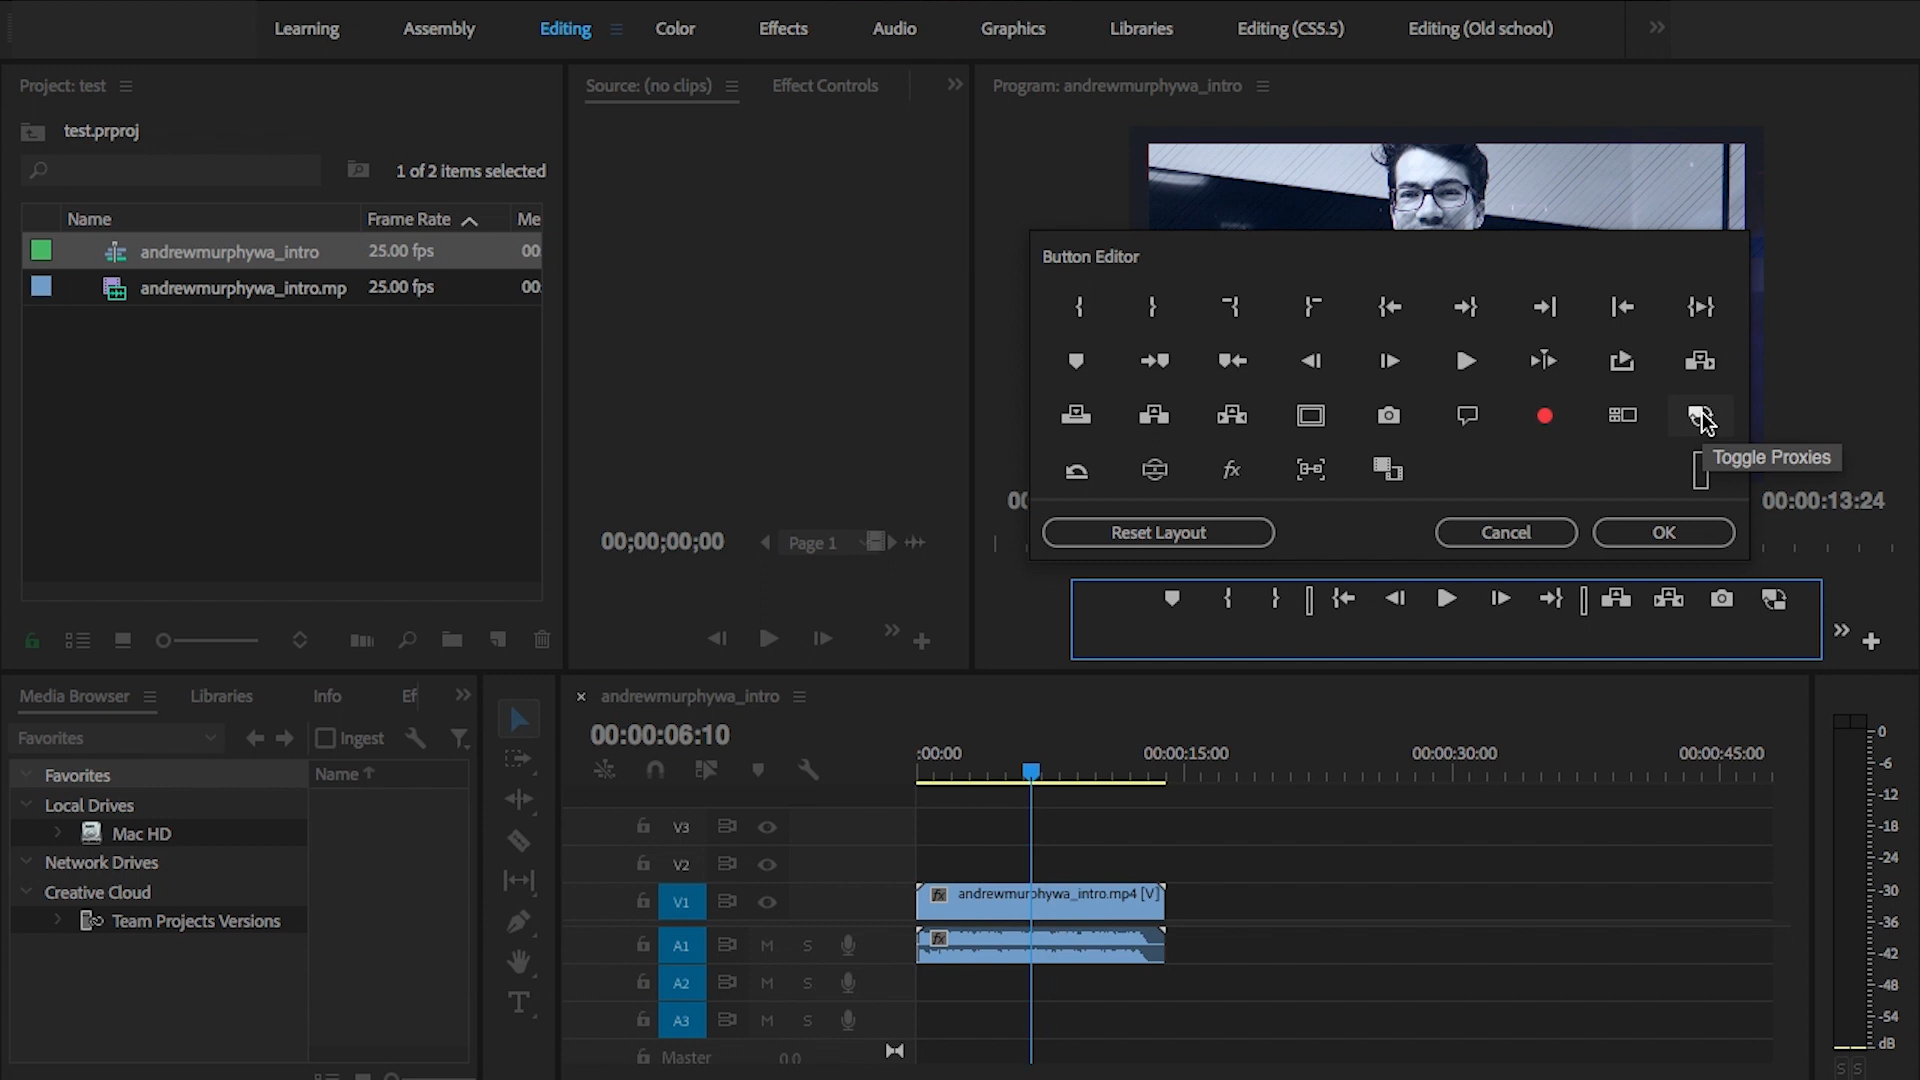 Learning Assembly Editing Color Effects Audio Graphics Libraries Editing (CS5.5) Editing (Old school)
Project: test
test.prproj
1 of 2 items selected
Name Frame Rate Me
andrewmurphywa_intro 25.00 fps 00:
andrewmurphywa_intro.mp 25.00 fps 00:
Source: (no clips) Effect Controls
00;00;00;00 Page 1
Program: andrewmurphywa_intro
Button Editor
fx
Toggle Proxies
00 00:00:13:24
Reset Layout Cancel OK
Media Browser Libraries Info Ef
Favorites Ingest
Favorites Name
Local Drives
Mac HD
Network Drives
Creative Cloud
Team Projects Versions
T
× andrewmurphywa_intro
00:00:06:10
:00:00 00:00:15:00 00:00:30:00 00:00:45:00
V3
V2
V1 fx andrewmurphywa_intro.mp4 [V]
A1 M S fx
A2 M S
A3 M S
Master 0.0
0
-6
-12
-18
-24
-30
-36
-42
-48
-54
dB
S S